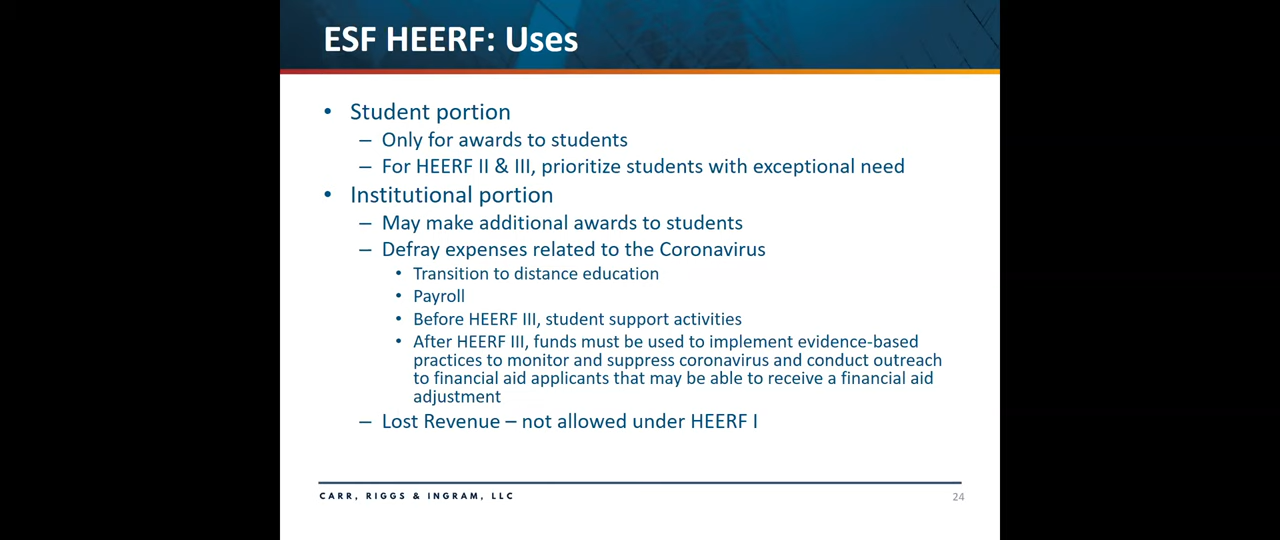 ESF HEERF: Uses
• Student portion
– Only for awards to students
– For HEERF II & III, prioritize students with exceptional need
• Institutional portion
– May make additional awards to students
– Defray expenses related to the Coronavirus
• Transition to distance education
• Payroll
• Before HEERF III, student support activities
• After HEERF III, funds must be used to implement evidence-based
practices to monitor and suppress coronavirus and conduct outreach
to financial aid applicants that may be able to receive a financial aid
adjustment
– Lost Revenue – not allowed under HEERF I
CARR, RIGGS & INGRAM, LLC
24